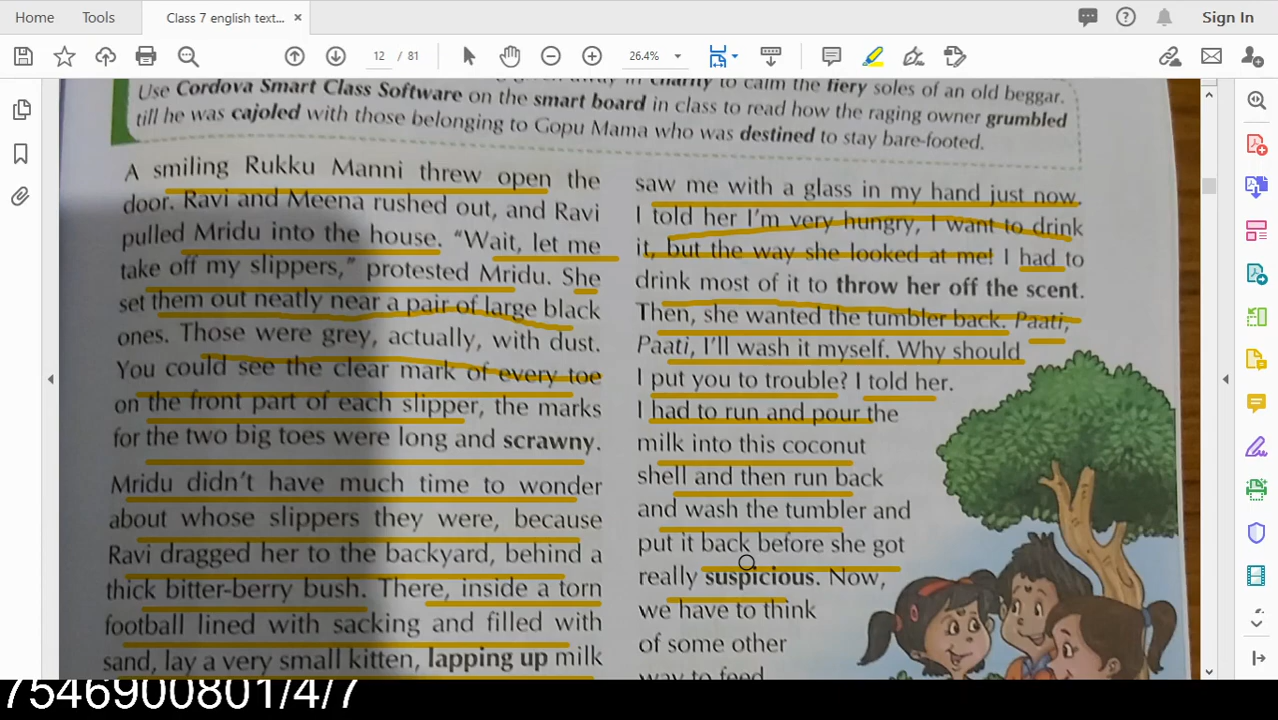 Home Tools Class 7 english text... × Sign In
12 / 81 26.4%
charity to calm the fiery soles of an old beggar.
Use Cordova Smart Class Software on the smart board in class to read how the raging owner grumbled
till he was cajoled with those belonging to Gopu Mama who was destined to stay bare-footed.
A smiling Rukku Manni threw open the
door. Ravi and Meena rushed out, and Ravi
pulled Mridu into the house. “Wait, let me
take off my slippers,” protested Mridu. She
set them out neatly near a pair of large black
ones. Those were grey, actually, with dust.
You could see the clear mark of every toe
on the front part of each slipper, the marks
for the two big toes were long and scrawny.
Mridu didn’t have much time to wonder
about whose slippers they were, because
Ravi dragged her to the backyard, behind a
thick bitter-berry bush. There, inside a torn
football lined with sacking and filled with
sand, lay a very small kitten, lapping up milk
saw me with a glass in my hand just now.
I told her I’m very hungry, I want to drink
it, but the way she looked at me! I had to
drink most of it to throw her off the scent.
Then, she wanted the tumbler back. Paati,
Paati, I’ll wash it myself. Why should
I put you to trouble? I told her.
I had to run and pour the
milk into this coconut
shell and then run back
and wash the tumbler and
put it back before she got
really suspicious. Now,
we have to think
of some other
way to feed
7546900801/4/7